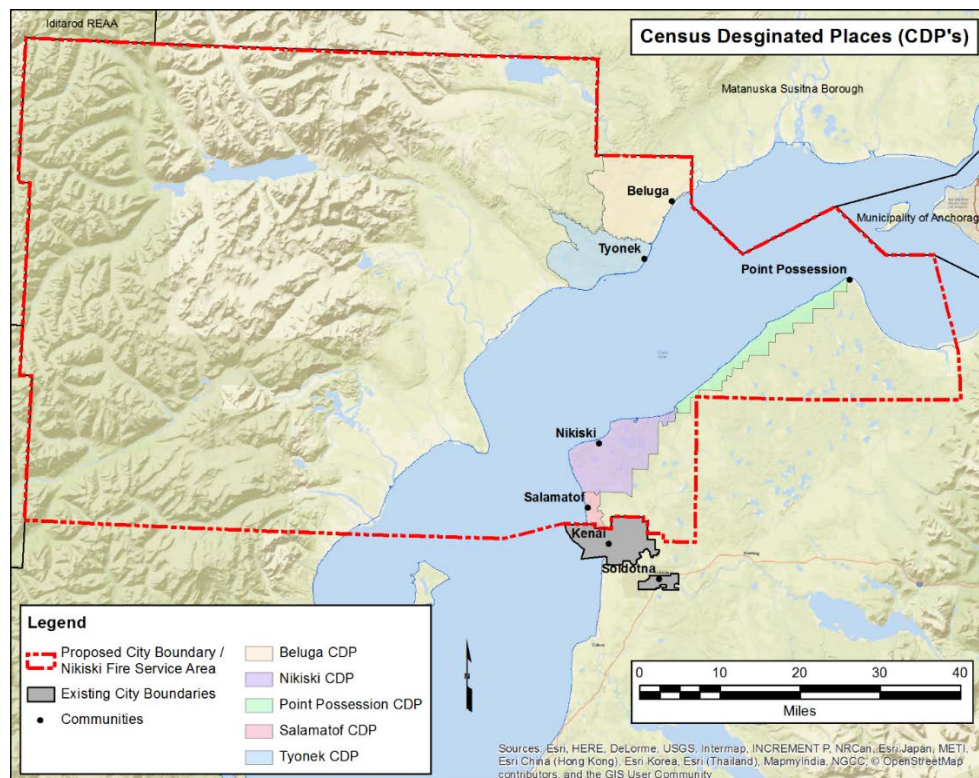 Iditarod REAA
Census Desginated Places (CDP's)
Matanuska Susitna Borough
Beluga
Municipality of Anchorag
Tyonek
Point Possession
Nikiski
Salamatof
Kenai
Soldotna
Legend
Proposed City Boundary /
Nikiski Fire Service Area
Existing City Boundaries
Communities
Beluga CDP
Nikiski CDP
Point Possession CDP
Salamatof CDP
Tyonek CDP
N
0 5 10 20 30 40
Miles
Sources: Esri, HERE, DeLorme, USGS, Intermap, INCREMENT P, NRCan, Esri Japan, METI,
Esri China (Hong Kong), Esri Korea, Esri (Thailand), MapmyIndia, NGCC, © OpenStreetMap
contributors, and the GIS User Community